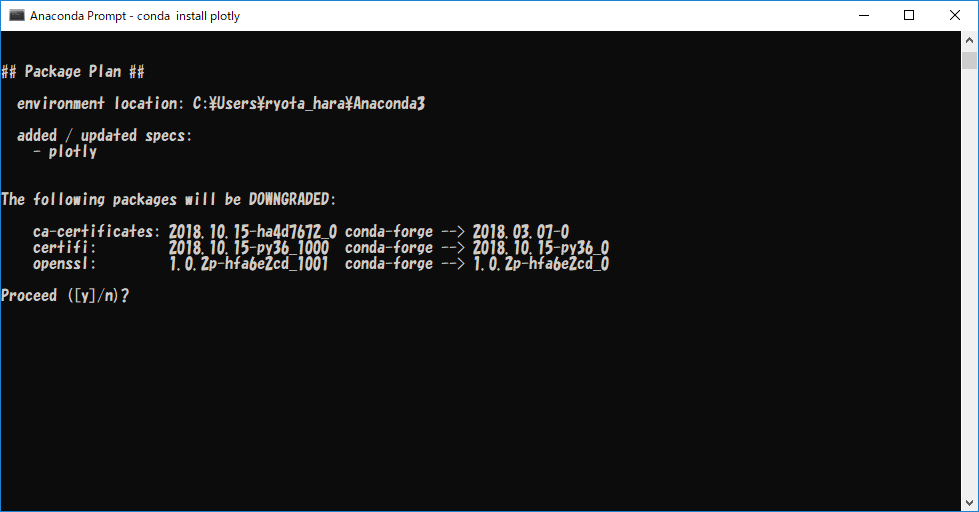 Anaconda Prompt - conda  install plotly
## Package Plan ##
environment location: C:¥Users¥ryota_hara¥Anaconda3
added / updated specs:
- plotly
The following packages will be DOWNGRADED:
ca-certificates: 2018.10.15-ha4d7672_0 conda-forge --> 2018.03.07-0
certifi:         2018.10.15-py36_1000  conda-forge --> 2018.10.15-py36_0
openssl:         1.0.2p-hfa6e2cd_1001  conda-forge --> 1.0.2p-hfa6e2cd_0
Proceed ([y]/n)?